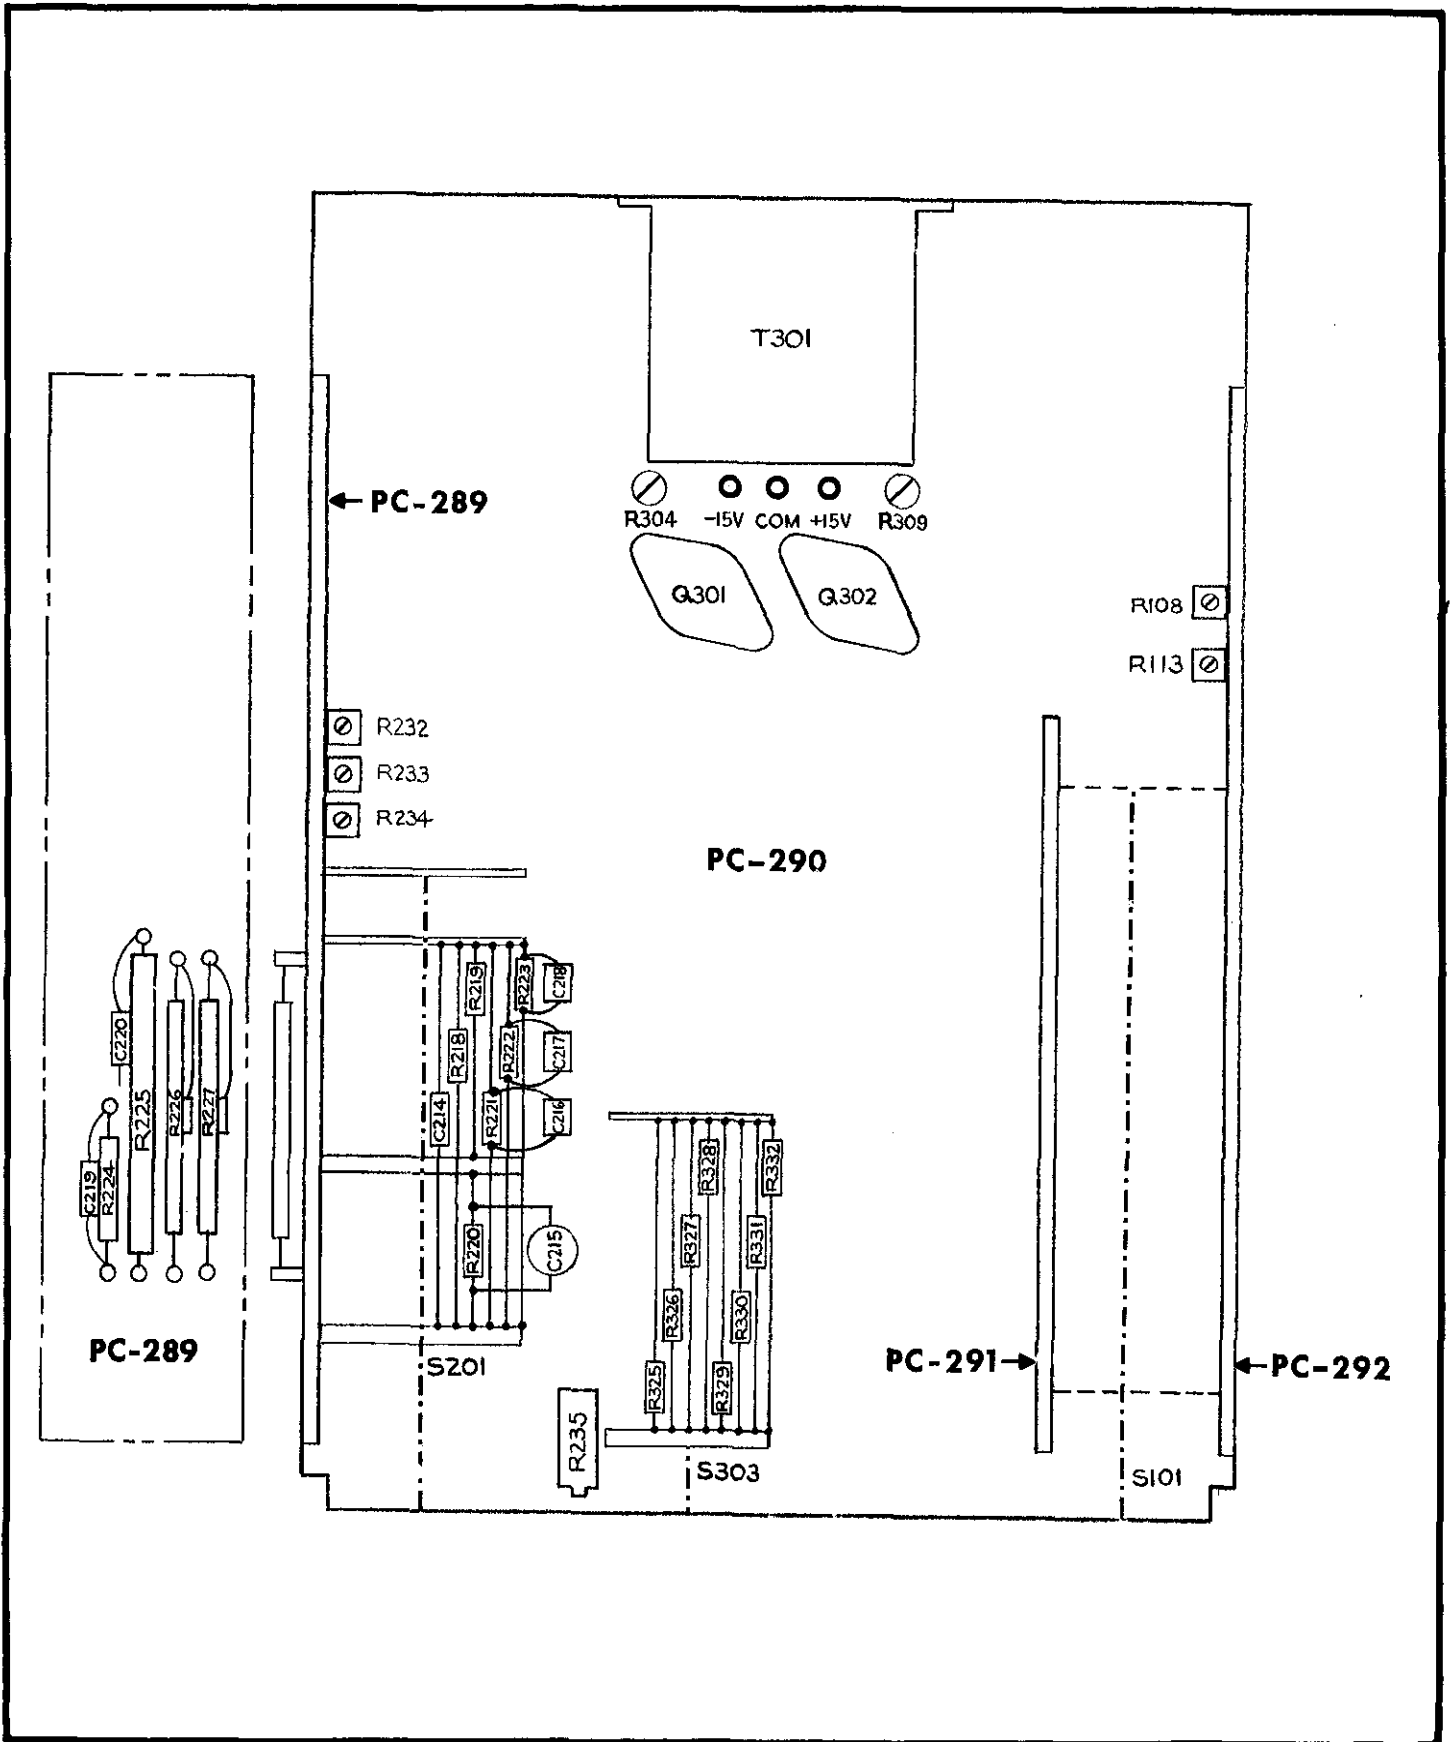 T301
PC-289
R304 -15V COM +15V R309
Q301 Q302
R108
R113
R232
R233
R234
PC-290
R219
R223
C218
C220
R218
R222
C217
R225
R226
R227
C214
R221
C216
C219
R224
R328
R332
R220
C215
R327
R331
R326
R330
PC-289
S201
PC-291
PC-292
R325
R329
R235
S303
S101